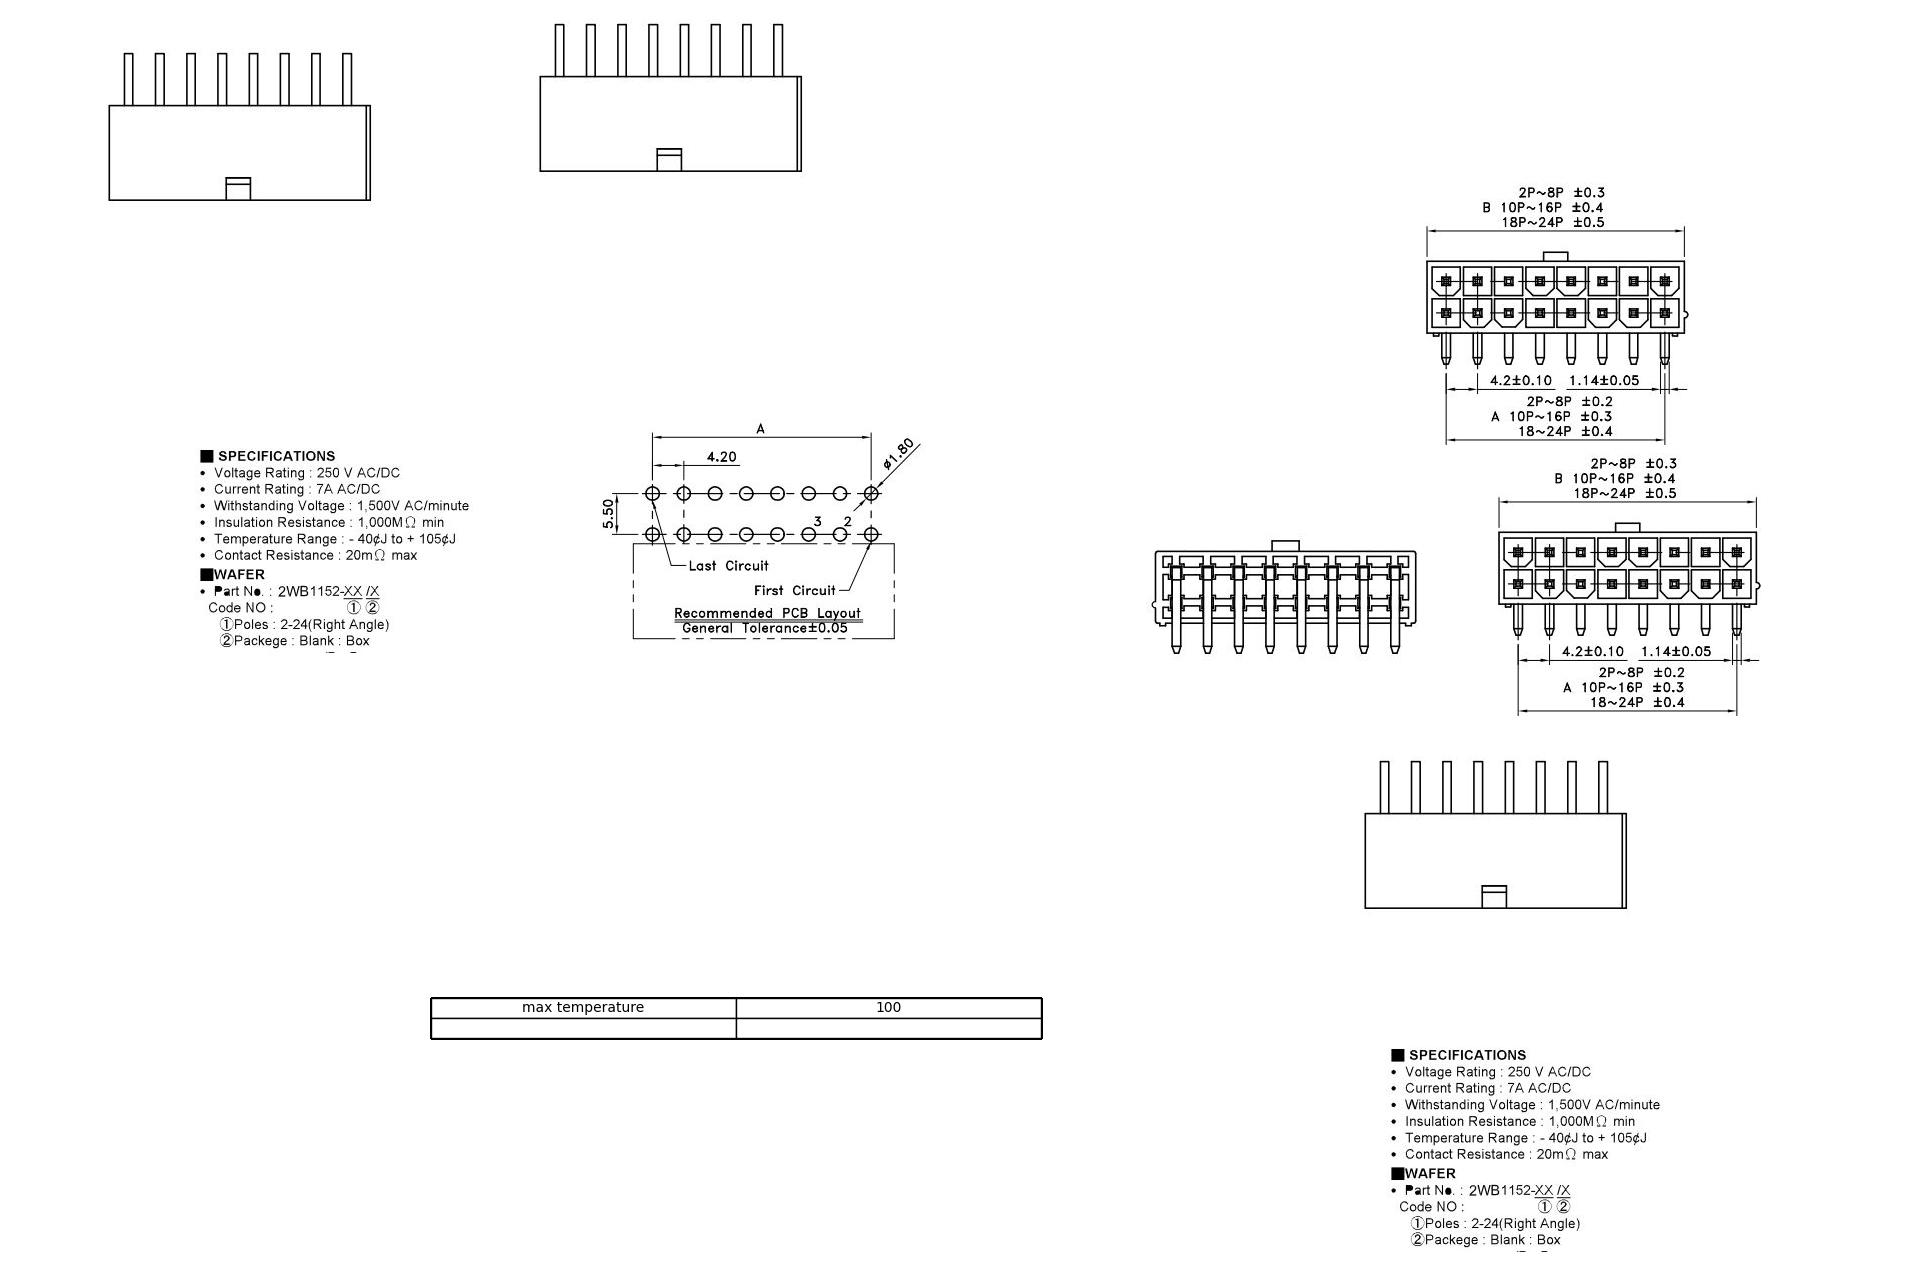 2P~8P ±0.3
B 10P~16P ±0.4
18P~24P ±0.5
4.2±0.10 1.14±0.05
2P~8P ±0.2
A 10P~16P ±0.3
18~24P ±0.4
A
4.20
ø1.80
5.50
3 2
Last Circuit
First Circuit
Recommended PCB Layout
General Tolerance±0.05
■ SPECIFICATIONS
• Voltage Rating : 250 V AC/DC
• Current Rating : 7A AC/DC
• Withstanding Voltage : 1,500V AC/minute
• Insulation Resistance : 1,000MΩ min
• Temperature Range : - 40¢J to + 105¢J
• Contact Resistance : 20mΩ max
■WAFER
• Part No. : 2WB1152-XX /X
Code NO : ① ②
①Poles : 2-24(Right Angle)
②Packege : Blank : Box
2P~8P ±0.3
B 10P~16P ±0.4
18P~24P ±0.5
4.2±0.10 1.14±0.05
2P~8P ±0.2
A 10P~16P ±0.3
18~24P ±0.4
max temperature 100
■ SPECIFICATIONS
• Voltage Rating : 250 V AC/DC
• Current Rating : 7A AC/DC
• Withstanding Voltage : 1,500V AC/minute
• Insulation Resistance : 1,000MΩ min
• Temperature Range : - 40¢J to + 105¢J
• Contact Resistance : 20mΩ max
■WAFER
• Part No. : 2WB1152-XX /X
Code NO : ① ②
①Poles : 2-24(Right Angle)
②Packege : Blank : Box